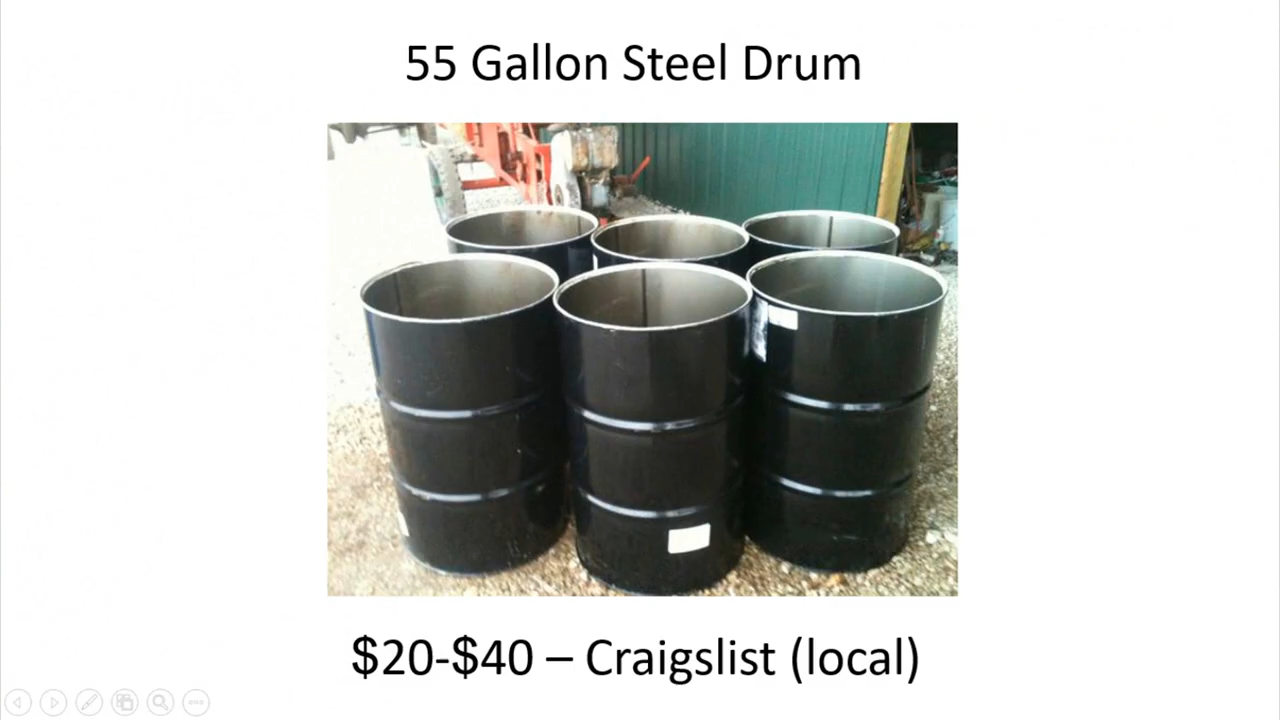 55 Gallon Steel Drum
$20-$40 – Craigslist (local)